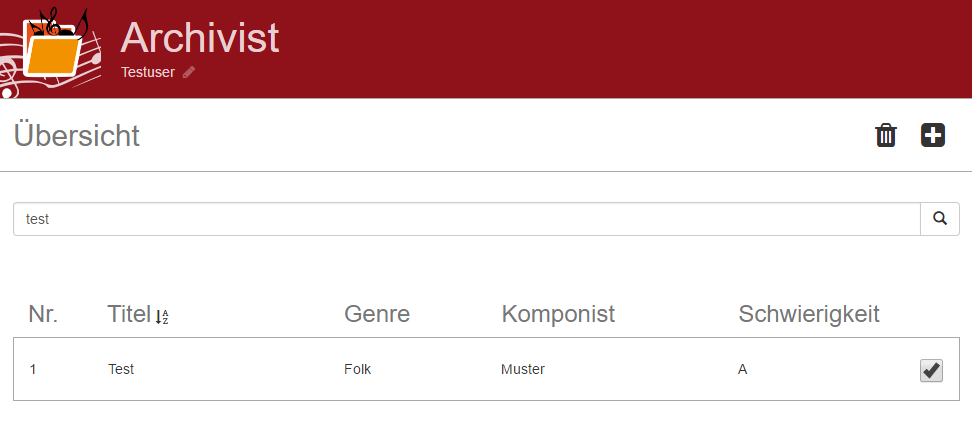 Archivist
Testuser
Übersicht
test
Nr. Titel Genre Komponist Schwierigkeit
1 Test Folk Muster A